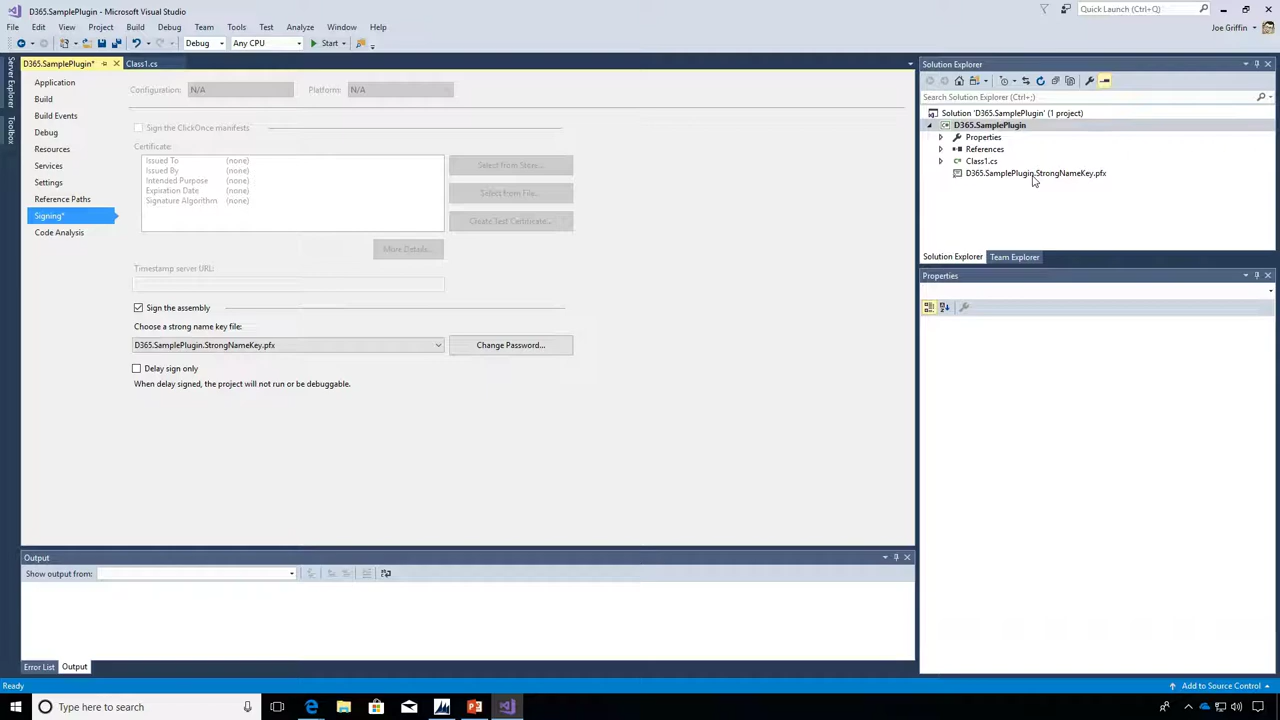 D365.SamplePlugin - Microsoft Visual Studio
Quick Launch (Ctrl+Q)
File Edit View Project Build Debug Team Tools Test Analyze Window Help
Joe Griffin
Debug Any CPU Start
Server Explorer
Toolbox
D365.SamplePlugin* Class1.cs
Application
Build
Build Events
Debug
Resources
Services
Settings
Reference Paths
Signing*
Code Analysis
Configuration: N/A Platform: N/A
Sign the ClickOnce manifests
Certificate:
Issued To (none)
Issued By (none)
Intended Purpose (none)
Expiration Date (none)
Signature Algorithm (none)
Select from Store...
Select from File...
Create Test Certificate...
More Details...
Timestamp server URL:
Sign the assembly
Choose a strong name key file:
D365.SamplePlugin.StrongNameKey.pfx
Change Password...
Delay sign only
When delay signed, the project will not run or be debuggable.
Solution Explorer
Search Solution Explorer (Ctrl+;)
Solution 'D365.SamplePlugin' (1 project)
D365.SamplePlugin
Properties
References
Class1.cs
D365.SamplePlugin.StrongNameKey.pfx
Solution Explorer Team Explorer
Properties
Output
Show output from:
Error List Output
Ready
Add to Source Control
Type here to search